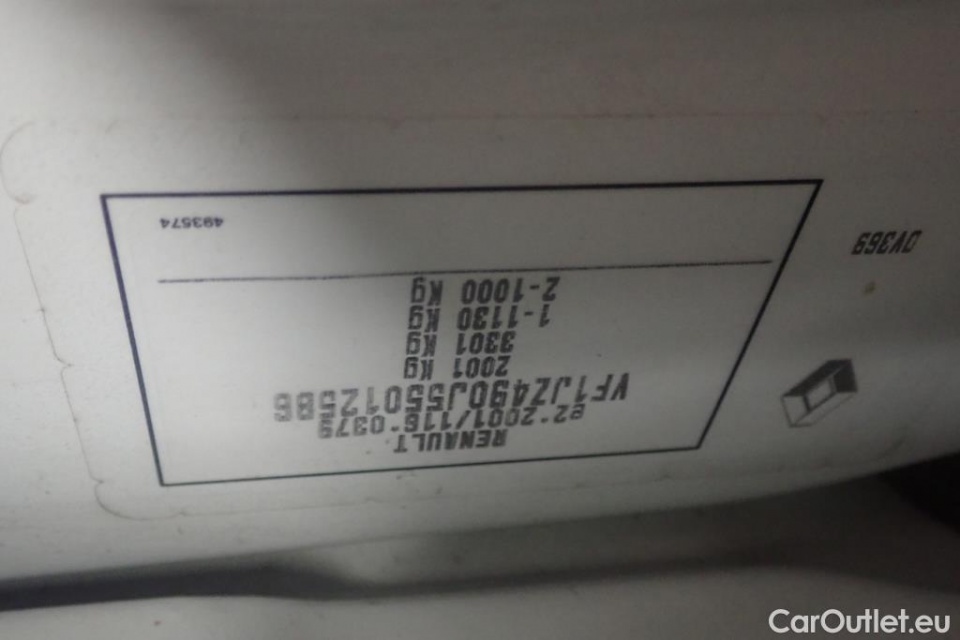 RENAULT
e2*2001/116*0379
VF1JZ490J55012586
2001 Kg
3301 Kg
1-1130 Kg
2-1000 Kg
493574
OV369
CarOutlet.eu